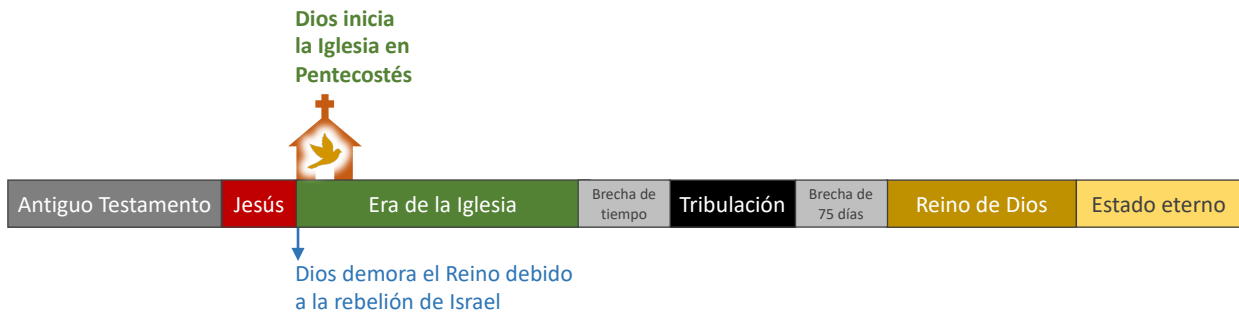 Dios inicia
la Iglesia en
Pentecostés
Antiguo Testamento
Jesús
Era de la Iglesia
Brecha de
tiempo
Tribulación
Brecha de
75 días
Reino de Dios
Estado eterno
Dios demora el Reino debido
a la rebelión de Israel